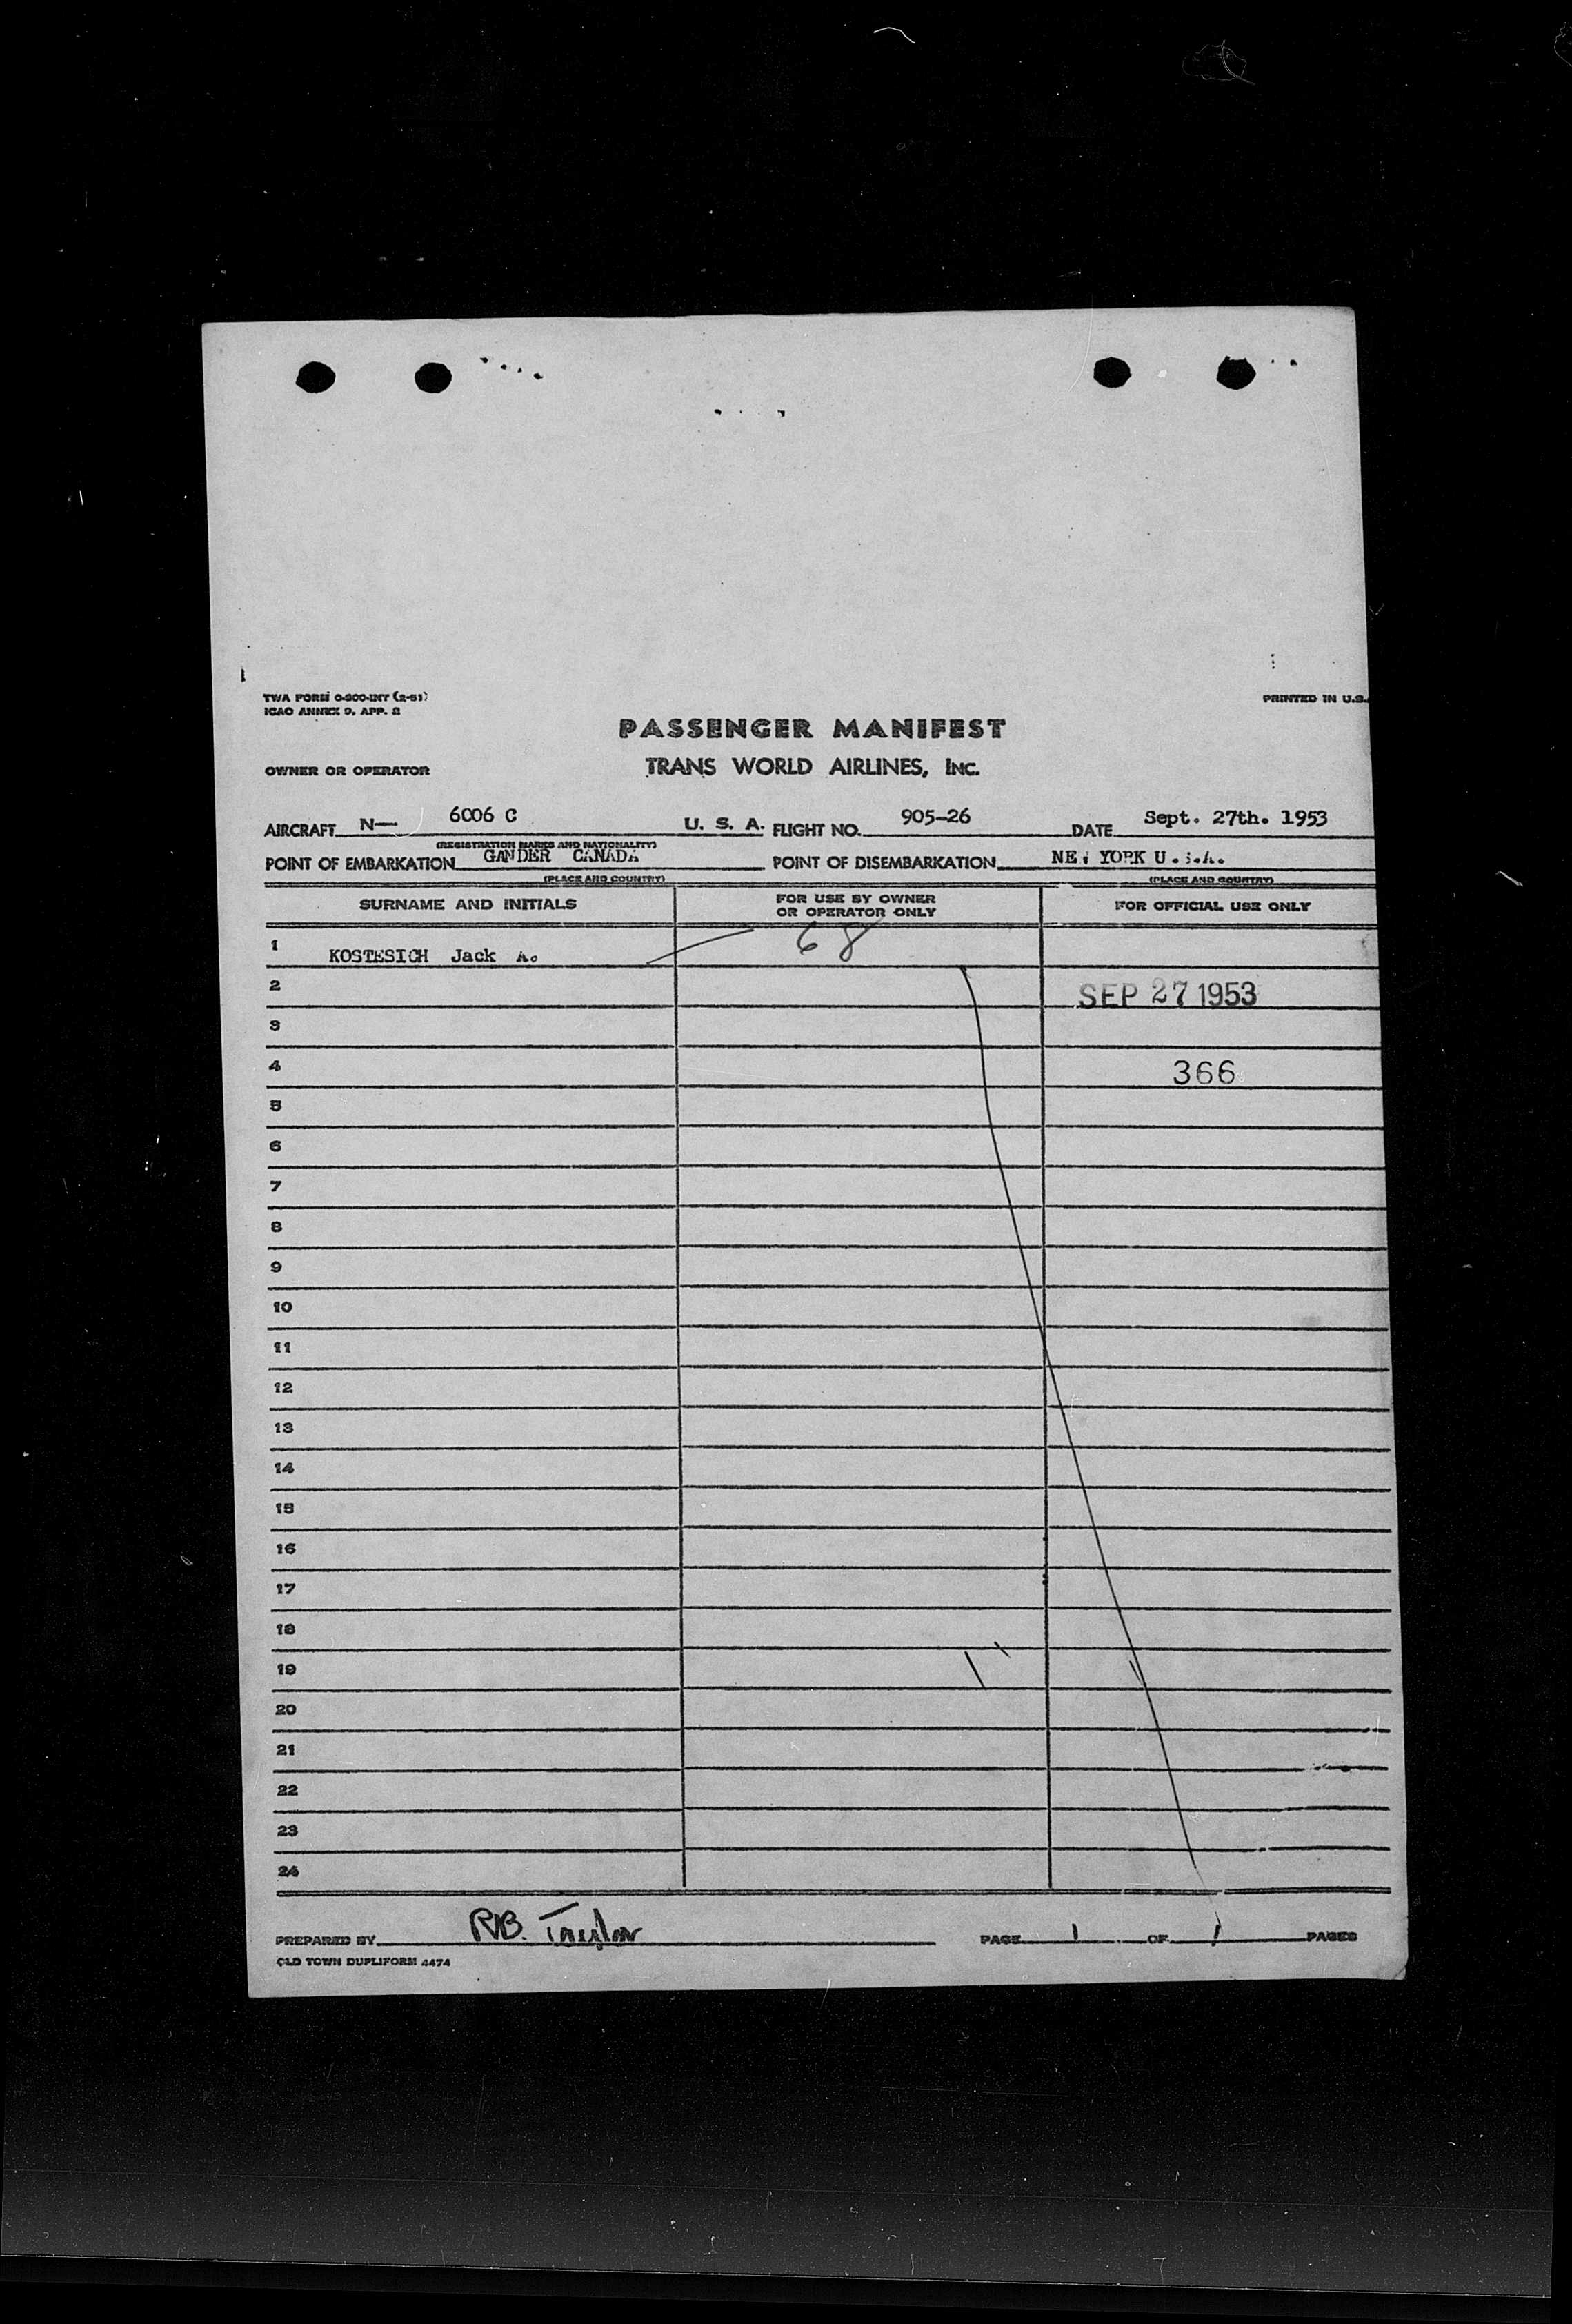 TWA FORM O-900-INT (2-51)
ICAO ANNEX 9, APP. 2
PRINTED IN U.S.
PASSENGER MANIFEST
OWNER OR OPERATOR TRANS WORLD AIRLINES, INC.
AIRCRAFT N— 6006 C U. S. A. FLIGHT NO. 905-26 DATE Sept. 27th. 1953
(REGISTRATION MARKS AND NATIONALITY)
POINT OF EMBARKATION GANDER CANADA POINT OF DISEMBARKATION NEW YORK U.S.A.
(PLACE AND COUNTRY) (PLACE AND COUNTRY)
SURNAME AND INITIALS FOR USE BY OWNER OR OPERATOR ONLY FOR OFFICIAL USE ONLY
1 KOSTESICH Jack A. 68
2 SEP 27 1953
3
4 366
5
6
7
8
9
10
11
12
13
14
15
16
17
18
19
20
21
22
23
24
PREPARED BY R.B. Taylor PAGE 1 OF 1 PAGES
OLD TOWN DUPLIFORM 4474